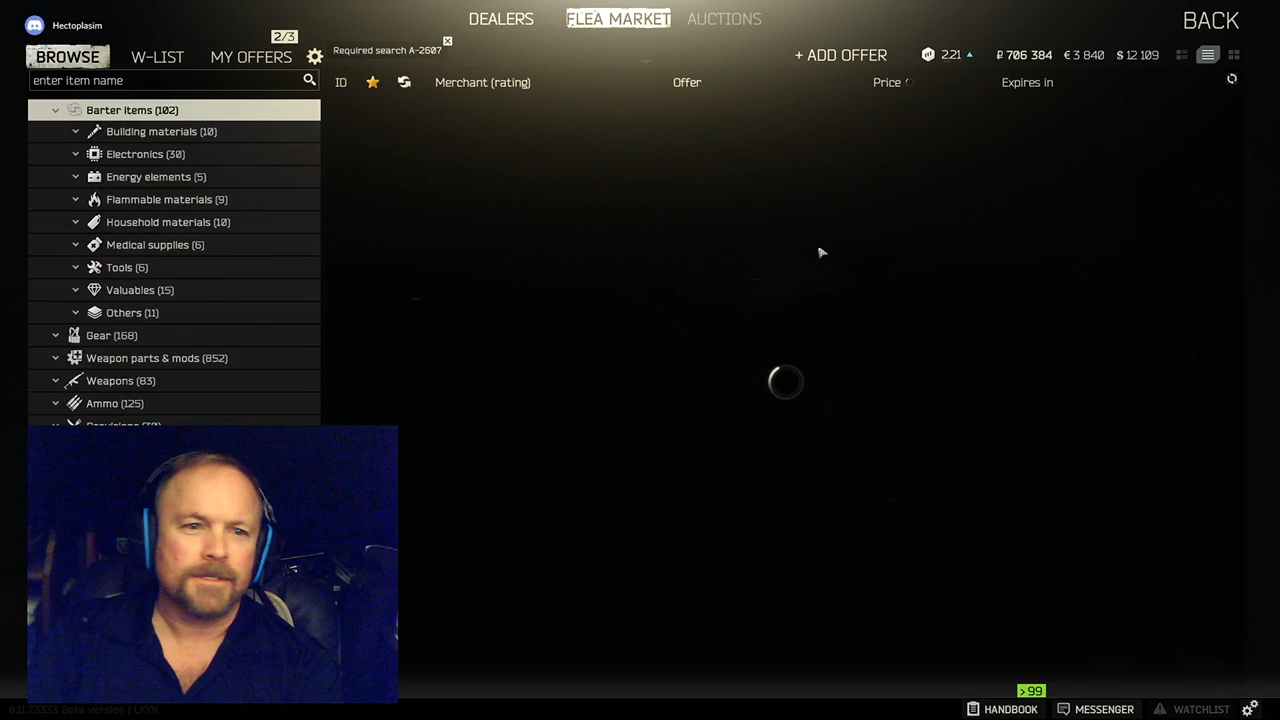 Hectoplasim
DEALERS FLEA MARKET AUCTIONS BACK
2/3
BROWSE W-LIST MY OFFERS Required search A-2607 + ADD OFFER 2.21 ₽ 706 384 € 3 840 $ 12 109
enter item name ID Merchant (rating) Offer Price Expires in
Barter items (102)
Building materials (10)
Electronics (30)
Energy elements (5)
Flammable materials (9)
Household materials (10)
Medical supplies (6)
Tools (6)
Valuables (15)
Others (11)
Gear (168)
Weapon parts & mods (852)
Weapons (83)
Ammo (125)
>99
Beta version | HANDBOOK MESSENGER WATCHLIST